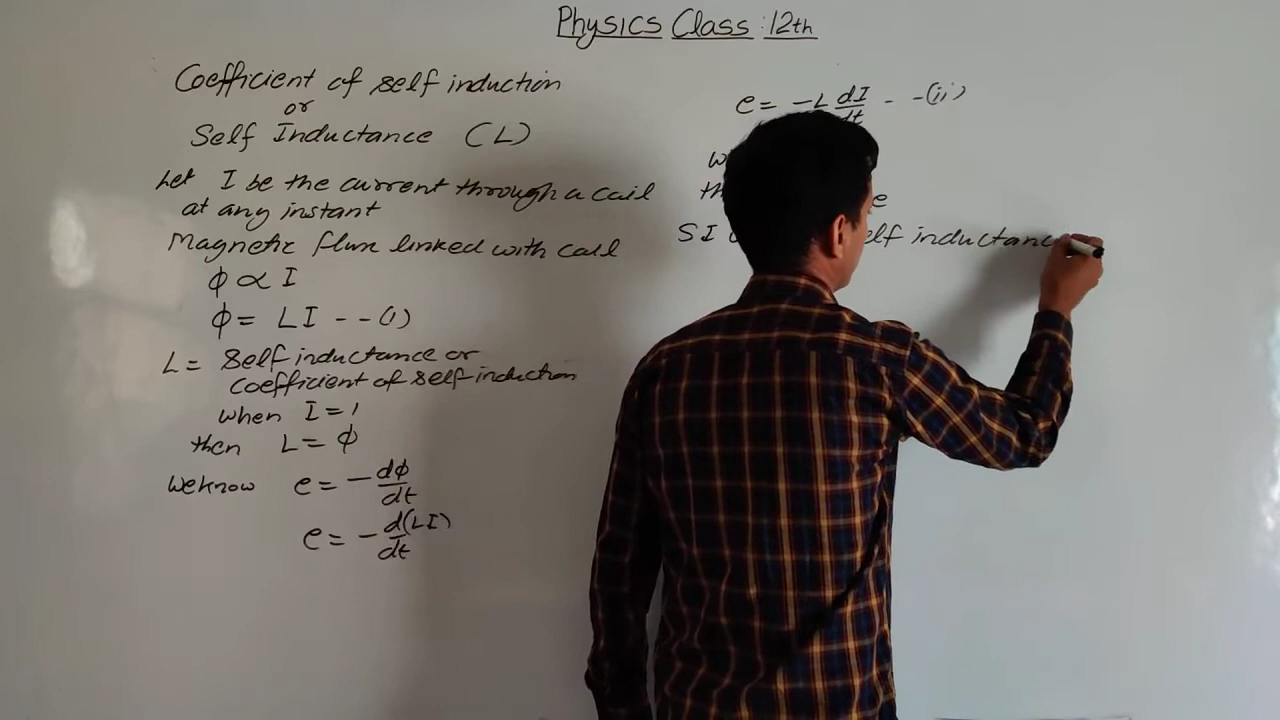 Physics Class : 12th
Coefficient of self induction
or
Self Inductance (L)
Let I be the current through a coil
at any instant
Magnetic flux linked with coil
ϕ ∝ I
ϕ = LI - - (i)
L = Self inductance or
coefficient of self induction
when I = 1
then L = ϕ
We know e = - dϕ/dt
e = - d(LI)/dt
e = - L dI/dt - - (ii)
SI inductance